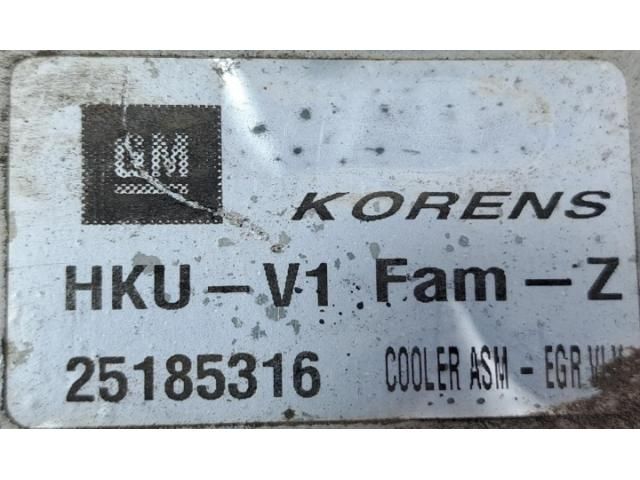 GM
KORENS
HKU-V1 Fam-Z
25185316 COOLER ASM - EGR